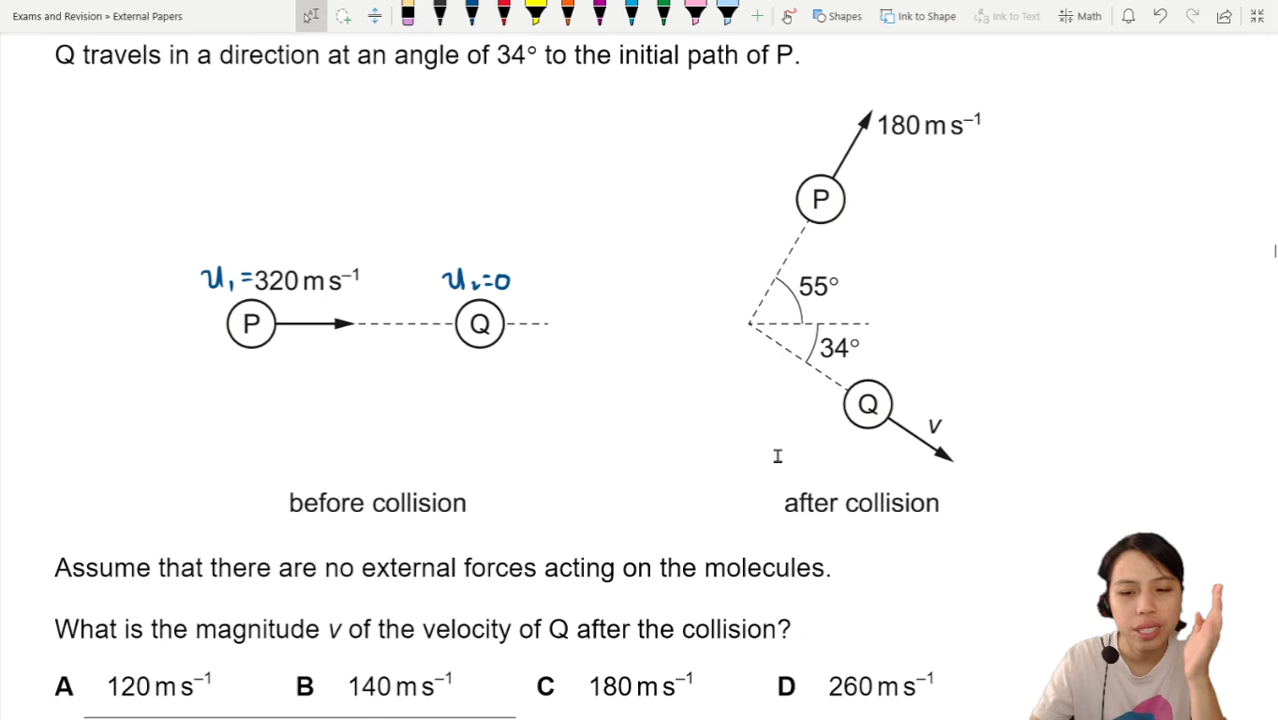 Exams and Revision » External Papers
Shapes
Ink to Shape
Ink to Text
Math
Q travels in a direction at an angle of 34° to the initial path of P.
180 m s⁻¹
P
u₁=320 m s⁻¹
u₂=0
P
Q
55°
34°
Q
v
before collision
after collision
Assume that there are no external forces acting on the molecules.
What is the magnitude v of the velocity of Q after the collision?
A 120 m s⁻¹ B 140 m s⁻¹ C 180 m s⁻¹ D 260 m s⁻¹